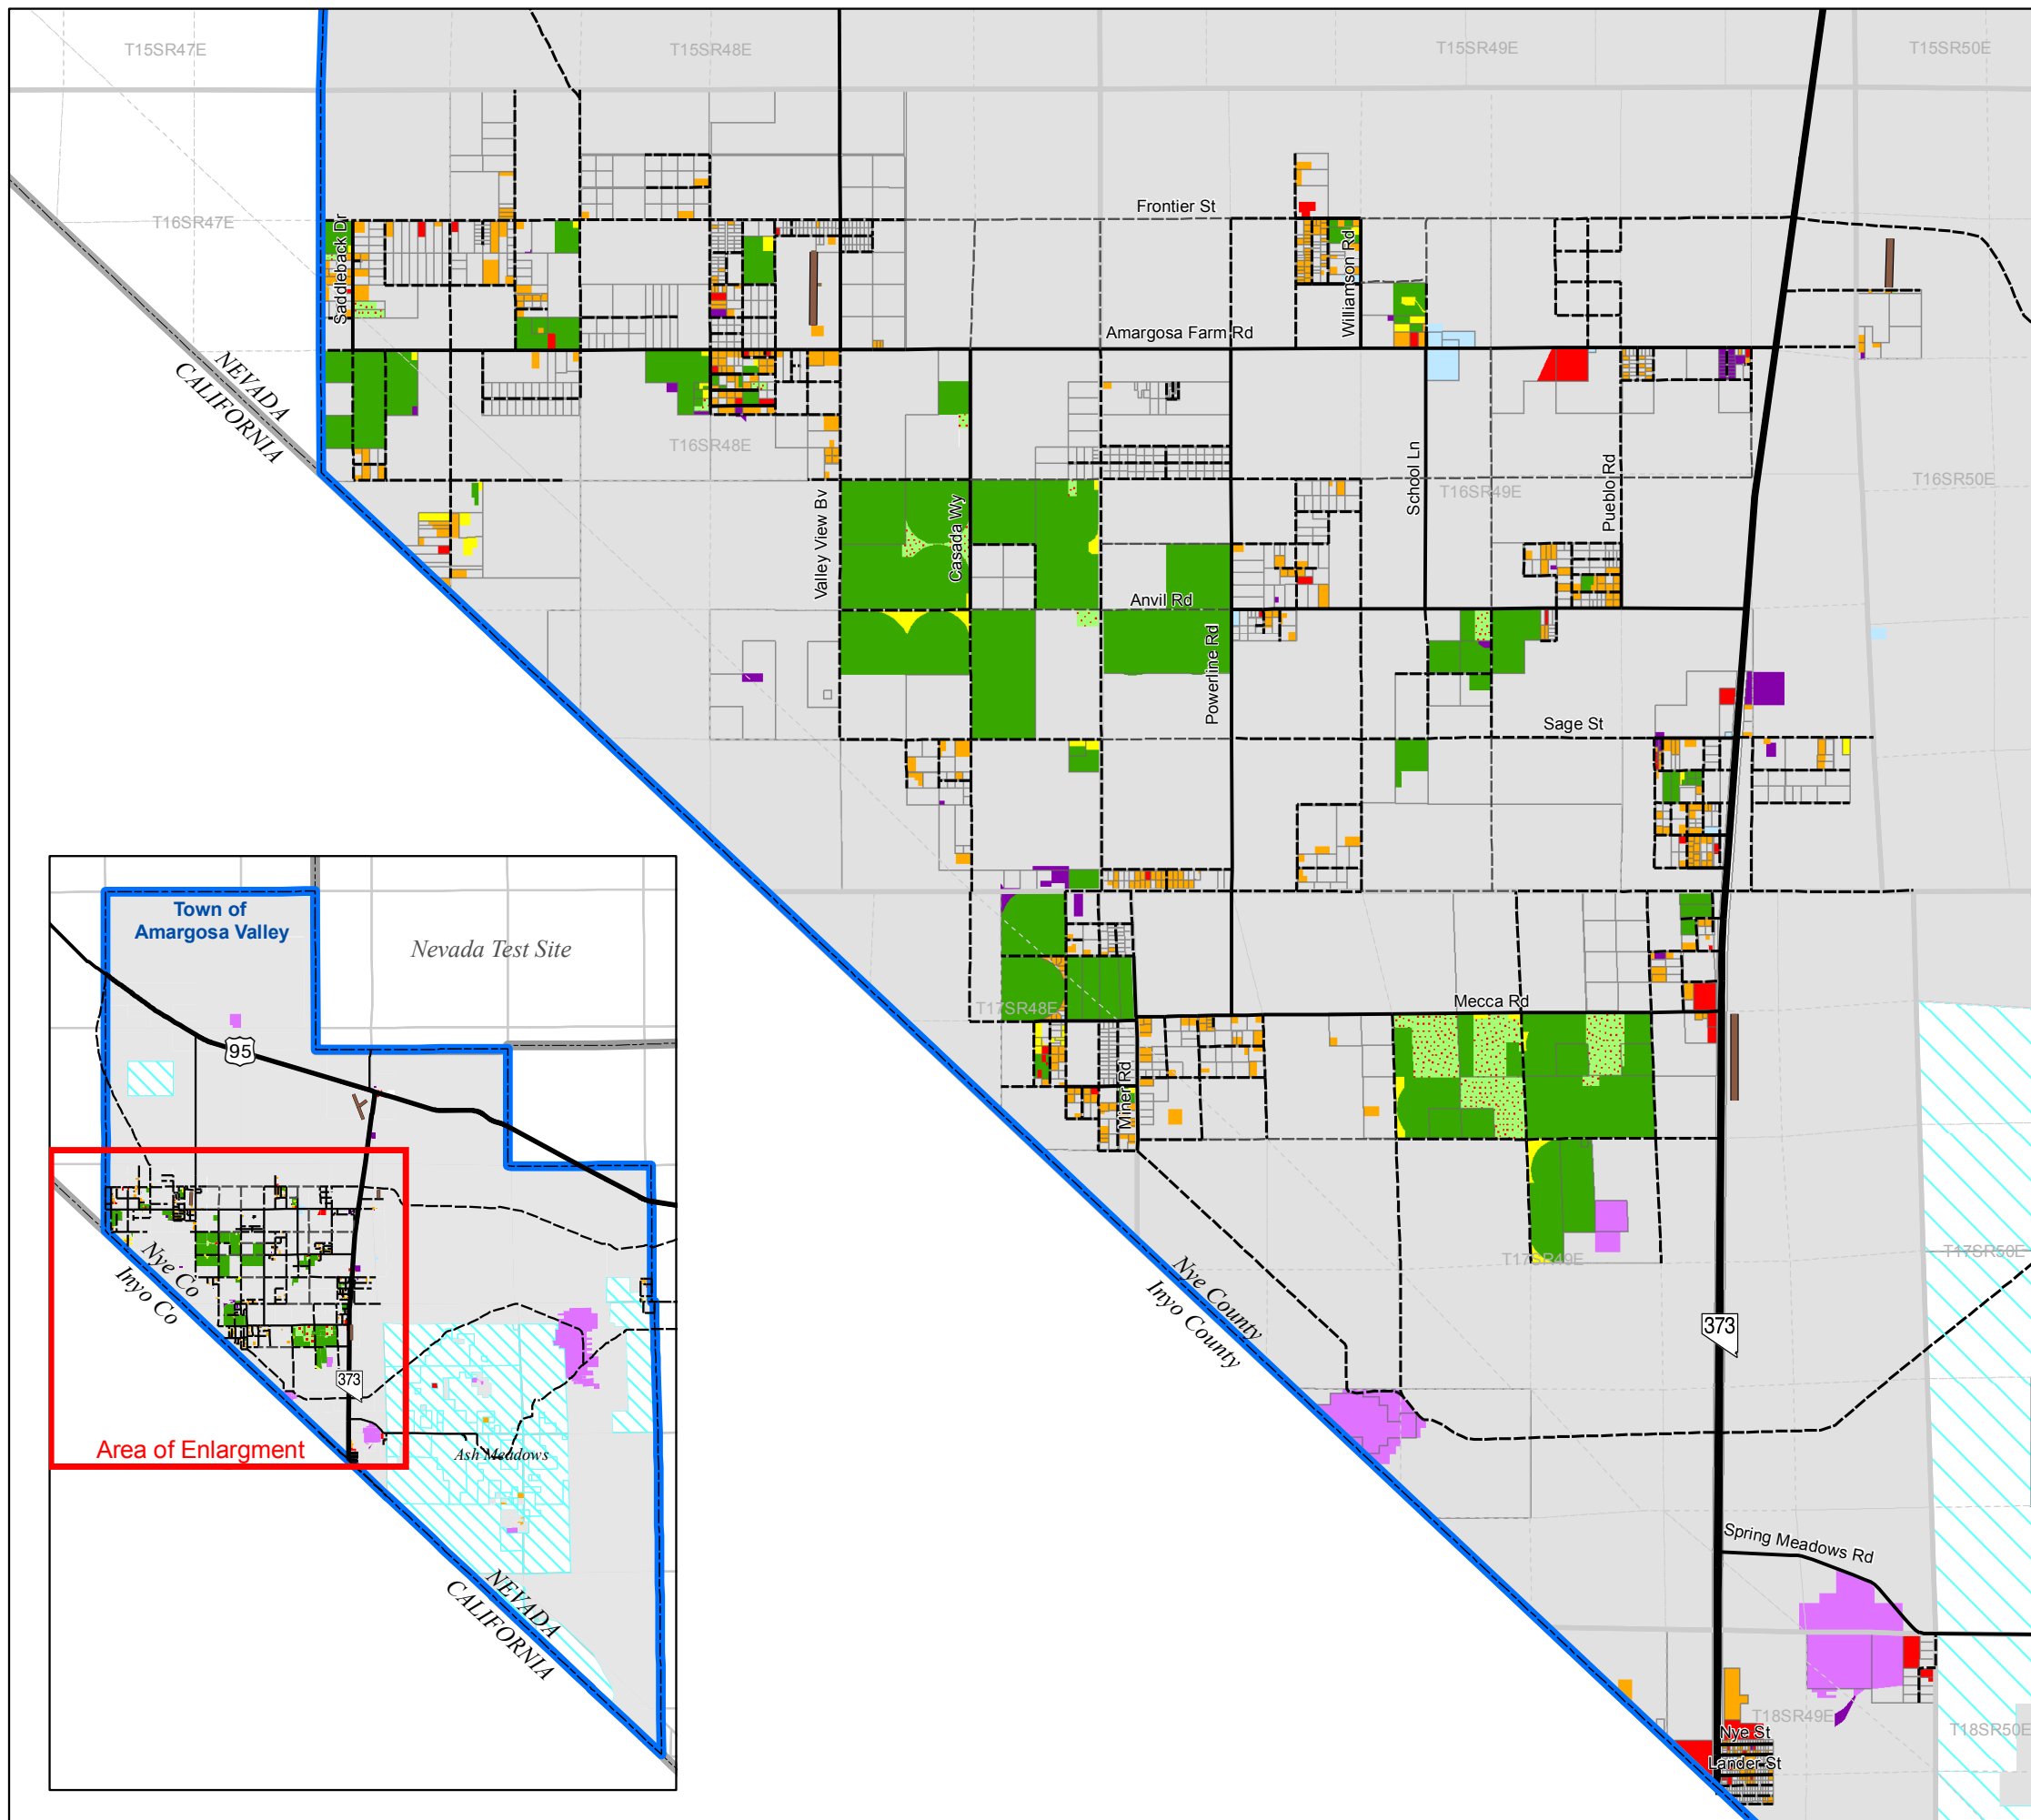 T15SR47E
T15SR48E
T15SR49E
T15SR50E
T16SR47E
Frontier St
Saddleback Dr
Williamson Rd
Amargosa Farm Rd
NEVADA
CALIFORNIA
T16SR48E
School Ln
Pueblo Rd
T16SR49E
T16SR50E
Valley View Bv
Casada Wy
Anvil Rd
Powerline Rd
Sage St
Town of
Amargosa Valley
Nevada Test Site
95
T17SR48E
Mecca Rd
Miner Rd
Nye Co
Inyo Co
Nye County
Inyo County
T17SR49E
T17SR50E
373
373
Area of Enlargment
Ash Meadows
NEVADA
CALIFORNIA
Spring Meadows Rd
T18SR49E
T18SR50E
Nye St
Lander St